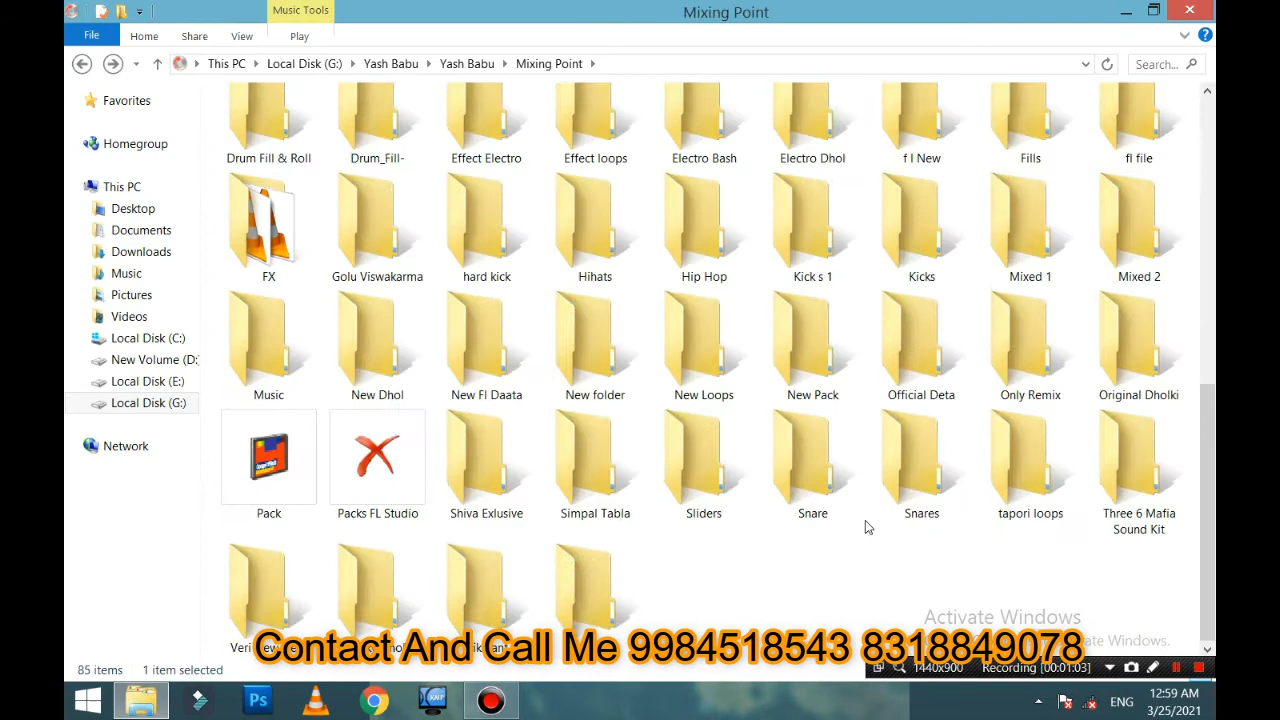 Music Tools
Mixing Point
File
Home
Share
View
Play
This PC
Local Disk (G:)
Yash Babu
Yash Babu
Mixing Point
Search...
Favorites
Homegroup
This PC
Desktop
Documents
Downloads
Music
Pictures
Videos
Local Disk (C:)
New Volume (D:
Local Disk (E:)
Local Disk (G:)
Network
Drum Fill & Roll
Drum_Fill-
Effect Electro
Effect loops
Electro Bash
Electro Dhol
f l New
Fills
fl file
FX
Golu Viswakarma
hard kick
Hihats
Hip Hop
Kick s 1
Kicks
Mixed 1
Mixed 2
Music
New Dhol
New Fl Daata
New folder
New Loops
New Pack
Official Deta
Only Remix
Original Dholki
Pack
Packs FL Studio
Shiva Exlusive
Simpal Tabla
Sliders
Snare
Snares
tapori loops
Three 6 Mafia
Sound Kit
Activate Windows
Windows.
Contact And Call Me 9984518543 8318849078
85 items
1 item selected
1440x900
Recording [00:01:03]
Ps
ENG
12:59 AM
3/25/2021